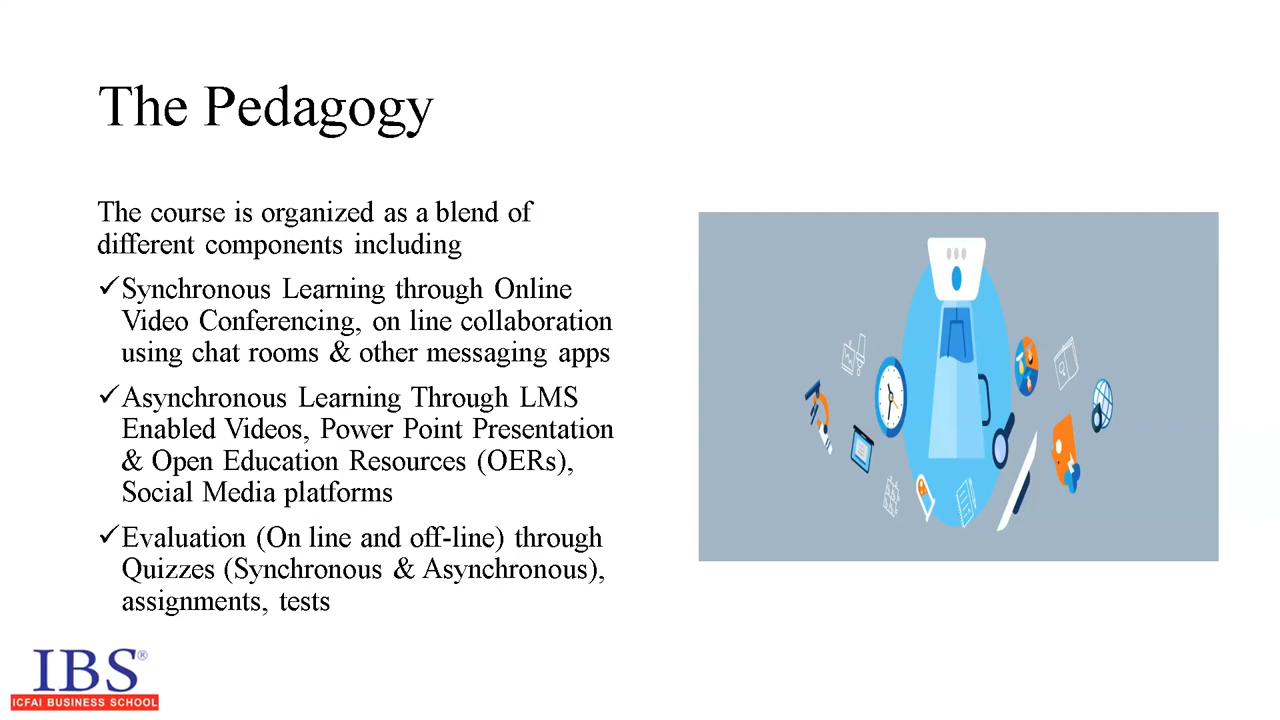 The Pedagogy
The course is organized as a blend of
different components including
✓Synchronous Learning through Online
Video Conferencing, on line collaboration
using chat rooms & other messaging apps
✓Asynchronous Learning Through LMS
Enabled Videos, Power Point Presentation
& Open Education Resources (OERs),
Social Media platforms
✓Evaluation (On line and off-line) through
Quizzes (Synchronous & Asynchronous),
assignments, tests
IBS®
ICFAI BUSINESS SCHOOL